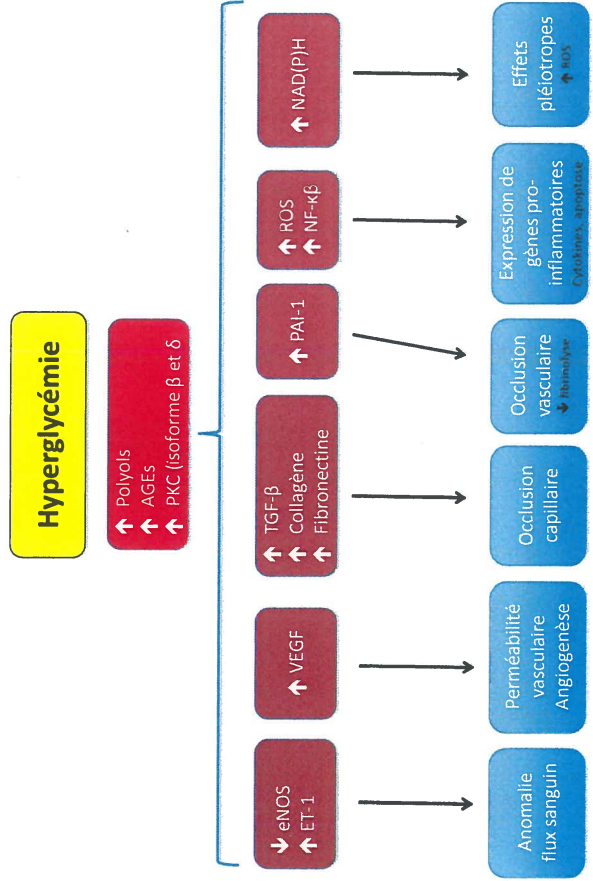 Hyperglycémie
↑ Polyols
↑ AGEs
↑ PKC (isoforme β et δ
↓ eNOS
↑ ET-1
↑ VEGF
↑ TGF-β
↑ Collagène
↑ Fibronectine
↑ PAI-1
↑ ROS
↑ NF-κβ
↑ NAD(P)H
Anomalie
flux sanguin
Perméabilité
vasculaire
Angiogenèse
Occlusion
capillaire
Occlusion
vasculaire
↓ fibrinolyse
Expression de
gènes pro-
inflammatoires
Cytokines, apoptose
Effets
pléiotropes
↑ ROS